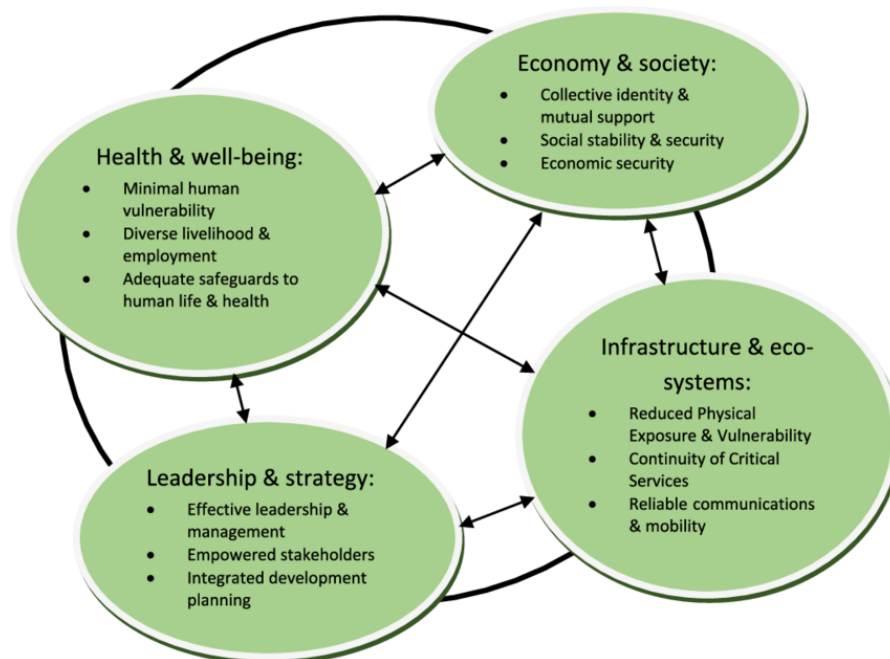 Economy & society:
• Collective identity &
mutual support
• Social stability & security
• Economic security
Health & well-being:
• Minimal human
vulnerability
• Diverse livelihood &
employment
• Adequate safeguards to
human life & health
Infrastructure & eco-
systems:
• Reduced Physical
Exposure & Vulnerability
• Continuity of Critical
Services
• Reliable communications
& mobility
Leadership & strategy:
• Effective leadership &
management
• Empowered stakeholders
• Integrated development
planning